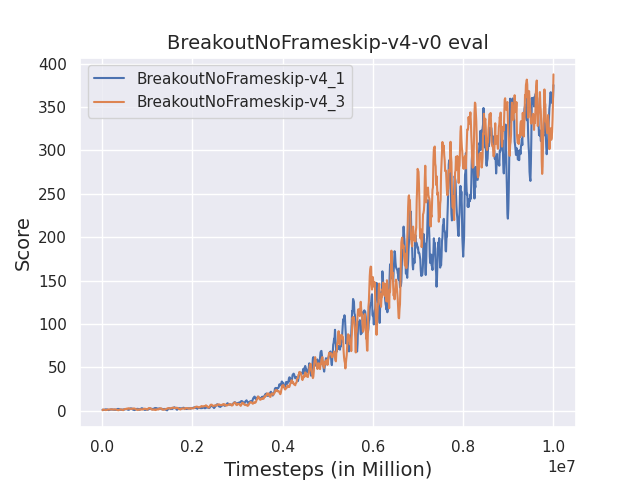 BreakoutNoFrameskip-v4-v0 eval
BreakoutNoFrameskip-v4_1
BreakoutNoFrameskip-v4_3
Score
400
350
300
250
200
150
100
50
0
0.0 0.2 0.4 0.6 0.8 1.0
1e7
Timesteps (in Million)